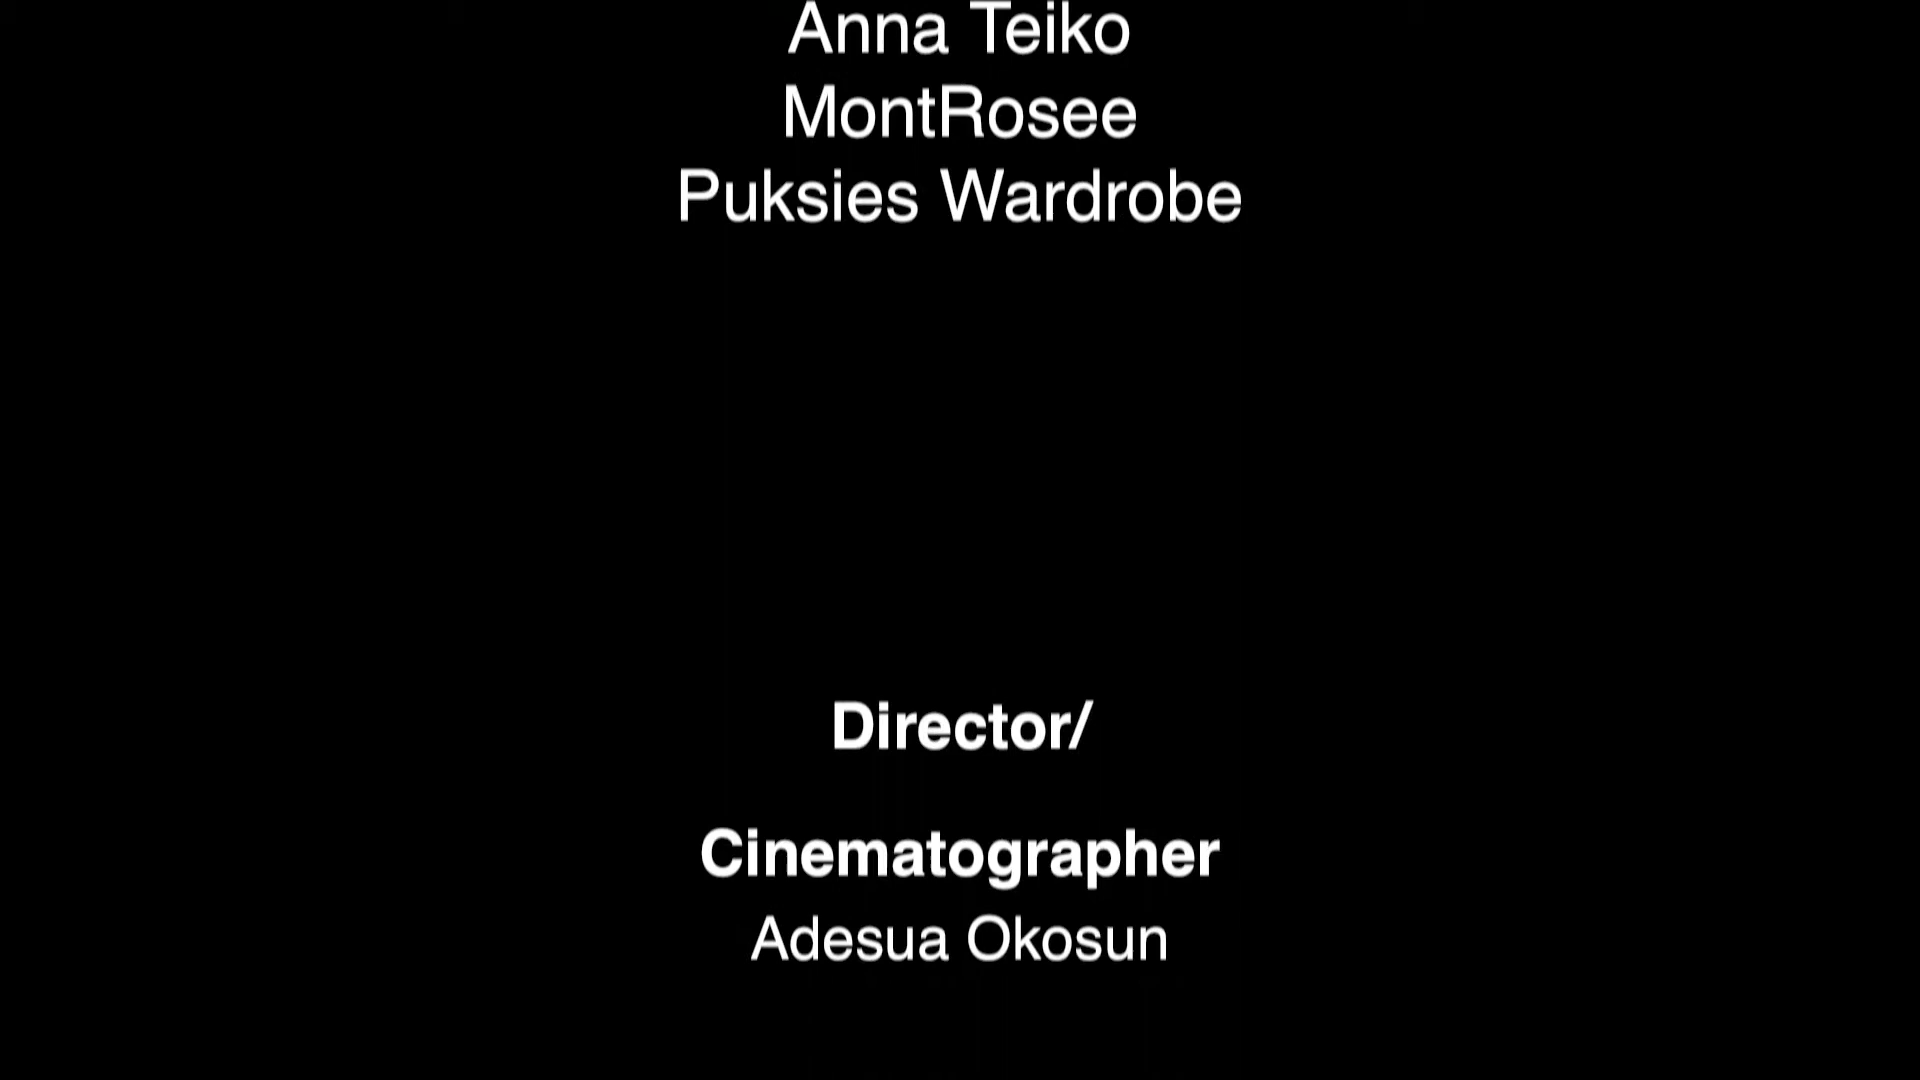 Anna Teiko
MontRosee
Puksies Wardrobe
Director/
Cinematographer
Adesua Okosun